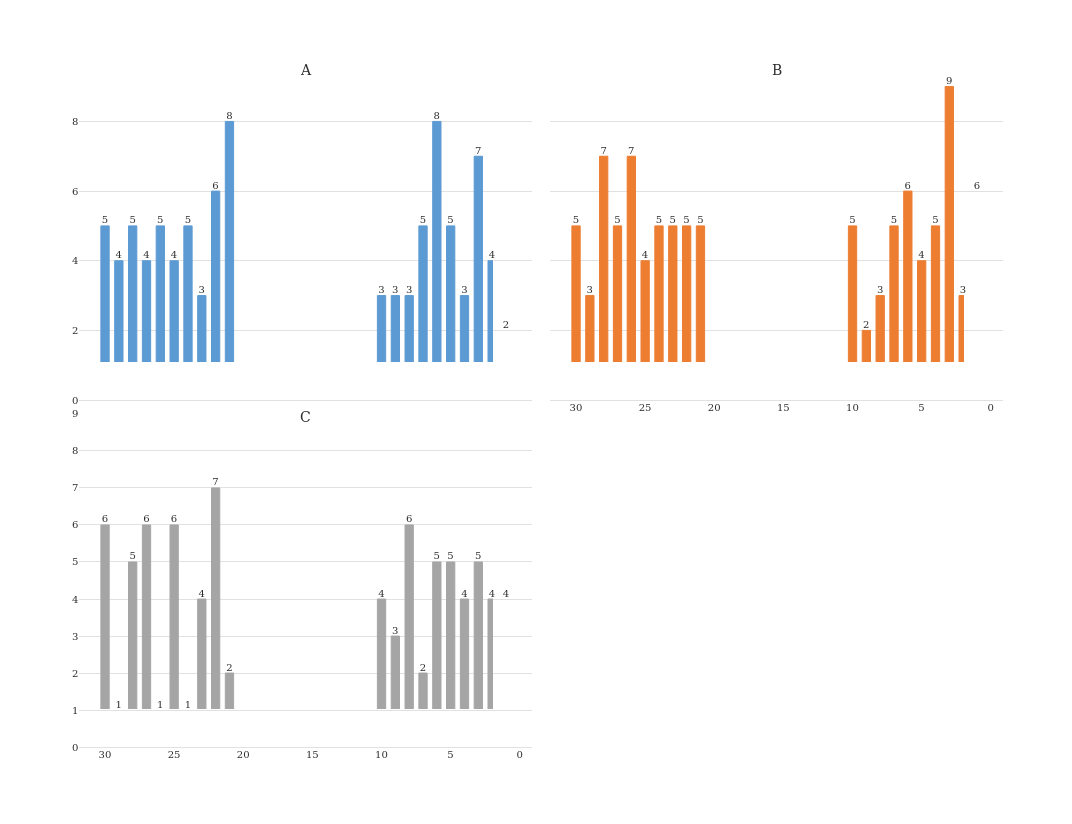 A
B
9
8 8 8
7 7 7
6 6 6 6
5 5 5 5 5 5 5 5 5 5 5 5 5 5
4 4 4 4 4 4 4
3 3 3 3 3 3 3 3
2 2 2
0
30 25 20 15 10 5 0
9
C
8
7 7
6 6 6 6 6
5 5 5 5 5
4 4 4 4 4 4
3 3
2 2 2
1 1 1 1
0
30 25 20 15 10 5 0